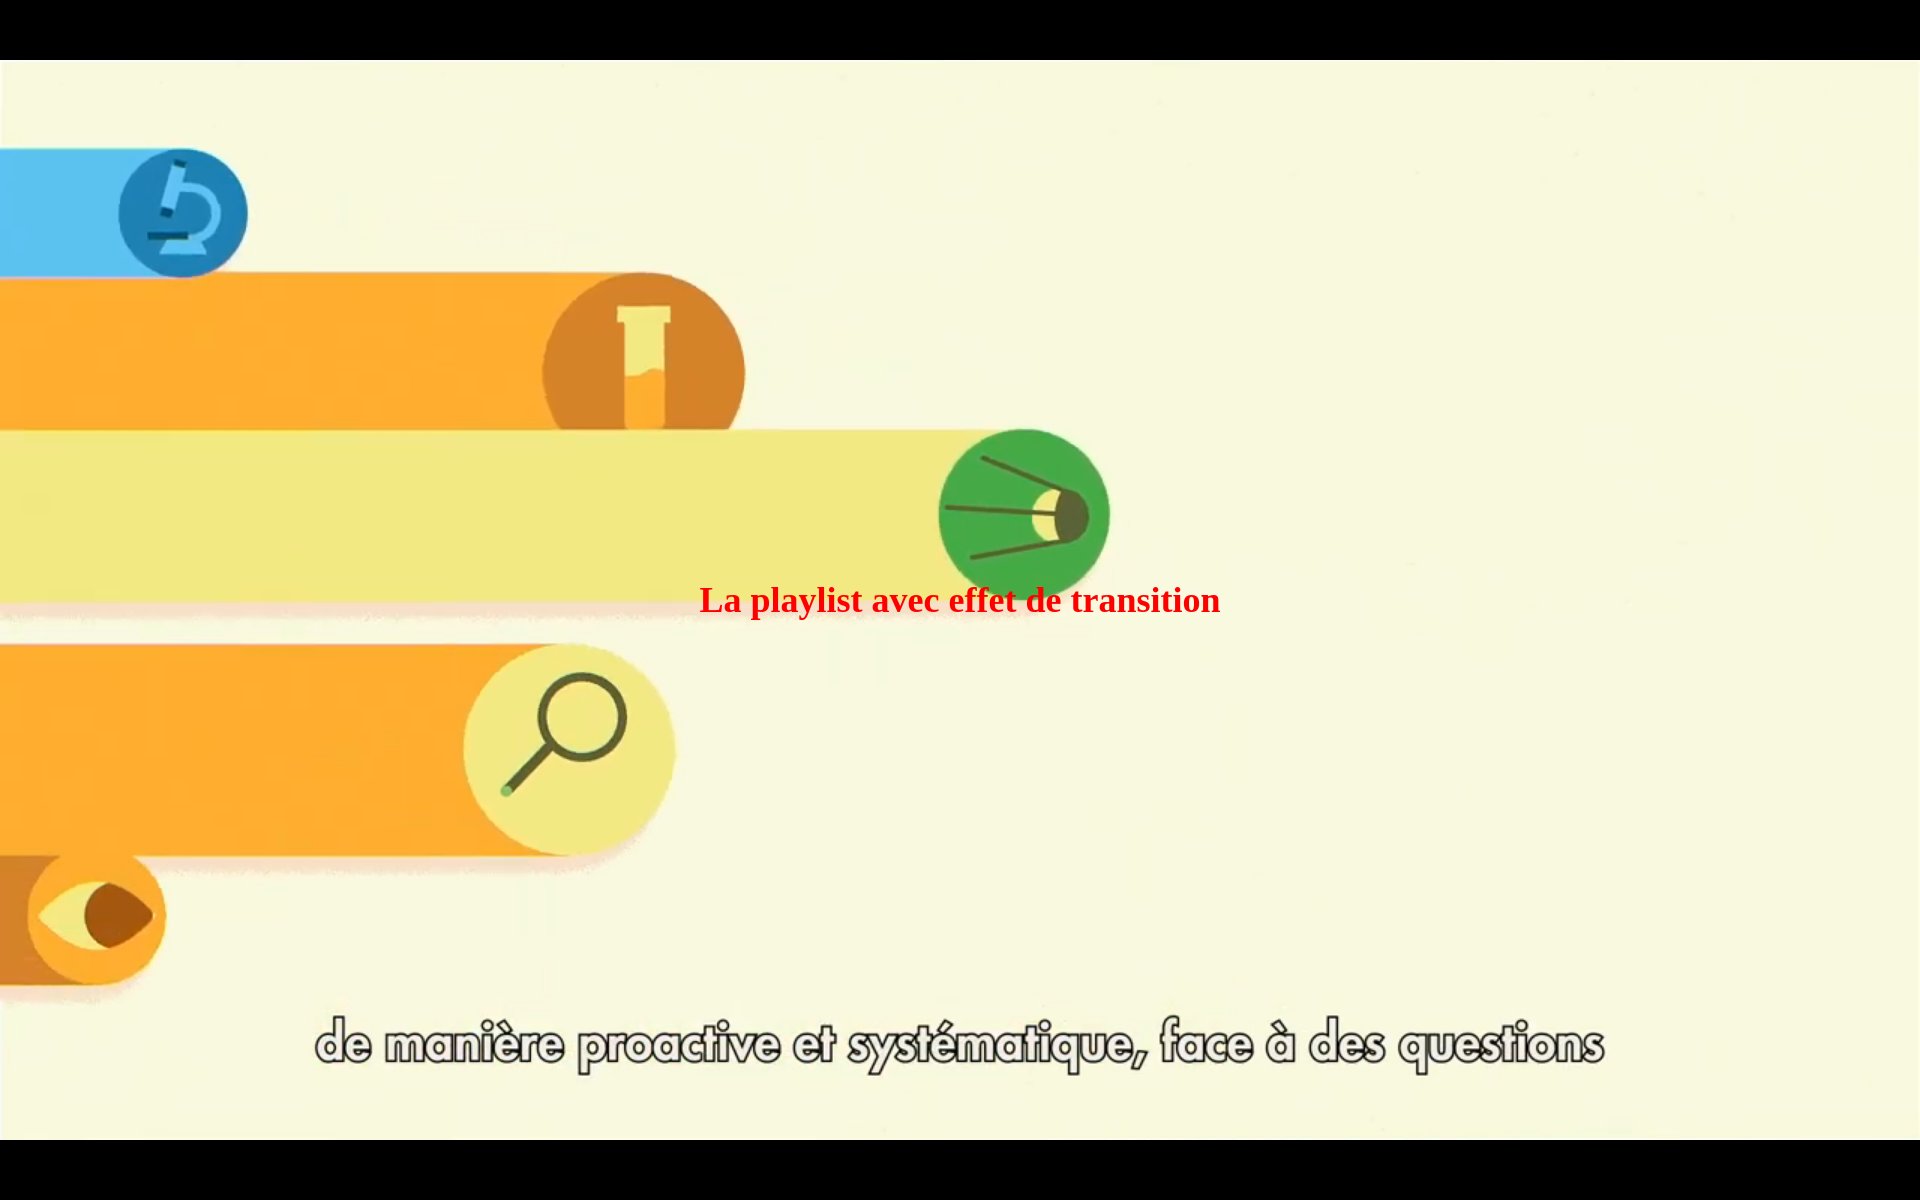 La playlist avec effet de transition
de manière proactive et systématique, face à des questions